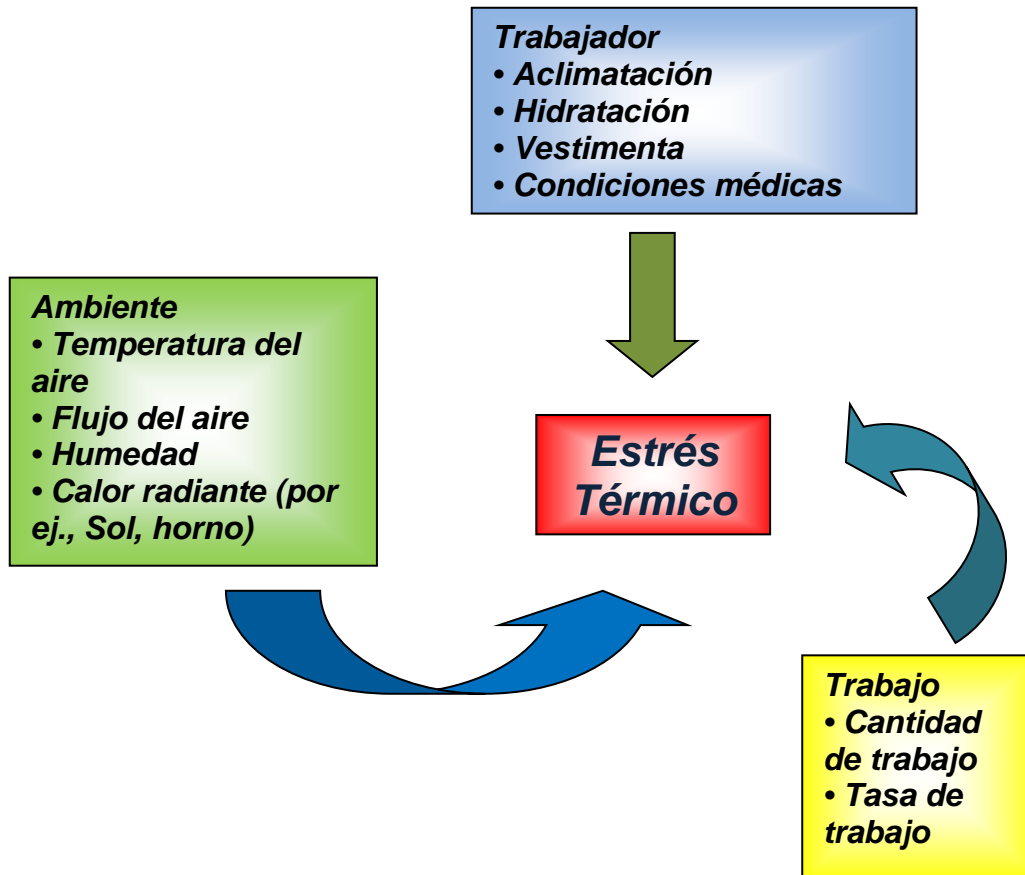 Trabajador
• Aclimatación
• Hidratación
• Vestimenta
• Condiciones médicas
Ambiente
• Temperatura del
aire
• Flujo del aire
• Humedad
• Calor radiante (por
ej., Sol, horno)
Estrés
Térmico
Trabajo
• Cantidad
de trabajo
• Tasa de
trabajo